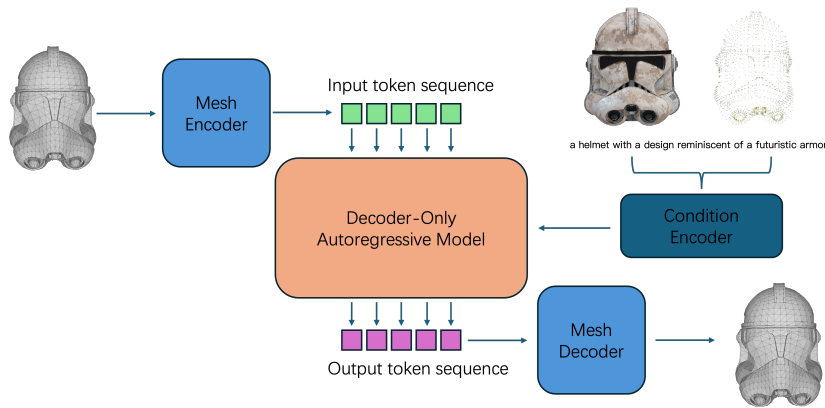 Mesh
Encoder
Input token sequence
a helmet with a design reminiscent of a futuristic armor
Decoder-Only
Autoregressive Model
Condition
Encoder
Mesh
Decoder
Output token sequence